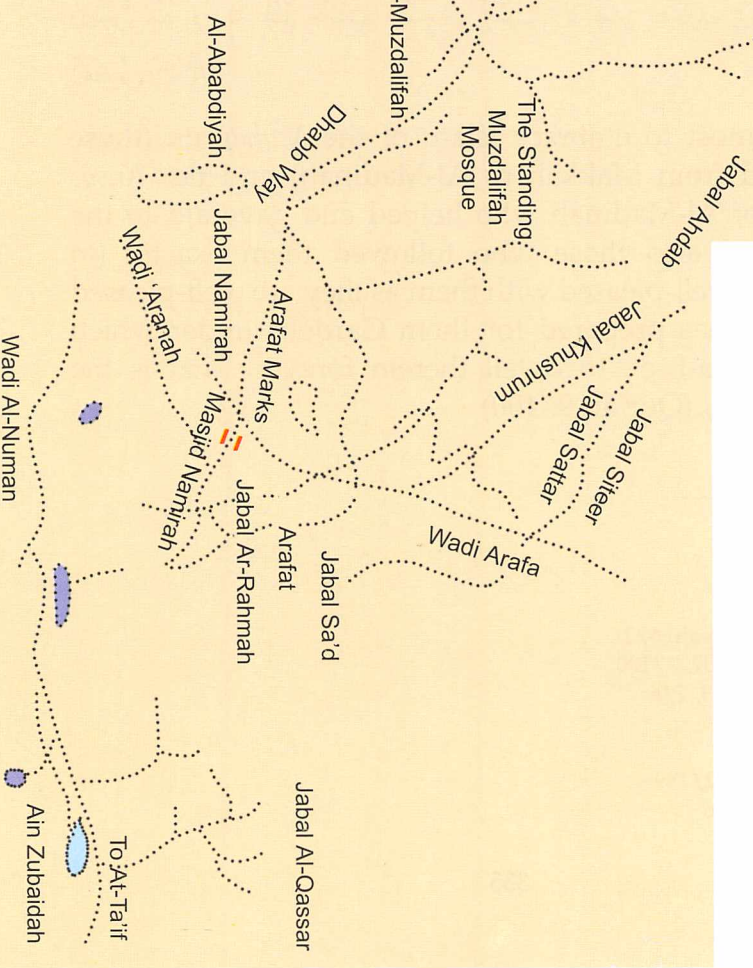 -Muzdalifah
Al-Ababdiyah
Dhabb Way
The Standing
Muzdalifah
Mosque
Jabal Ahdab
Wadi 'Aranah
Jabal Namirah
Arafat Marks
Jabal Khushrum
Jabal Sattar
Jabal Siteer
Wadi Al-Numan
Masjid Namirah
Jabal Ar-Rahmah
Arafat
Jabal Sa'd
Wadi Arafa
Jabal Al-Qassar
To At-Ta'if
Ain Zubaidah